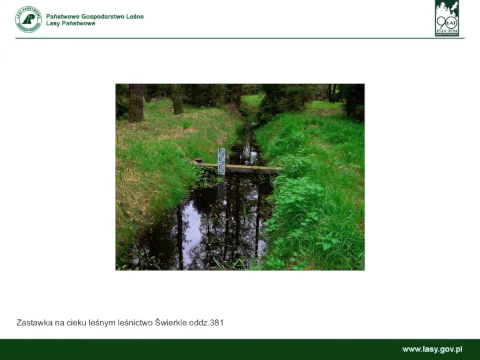 Państwowe Gospodarstwo Leśne
Lasy Państwowe
Zastawka na cieku leśnym leśnictwo Świerkle oddz.381
www.lasy.gov.pl